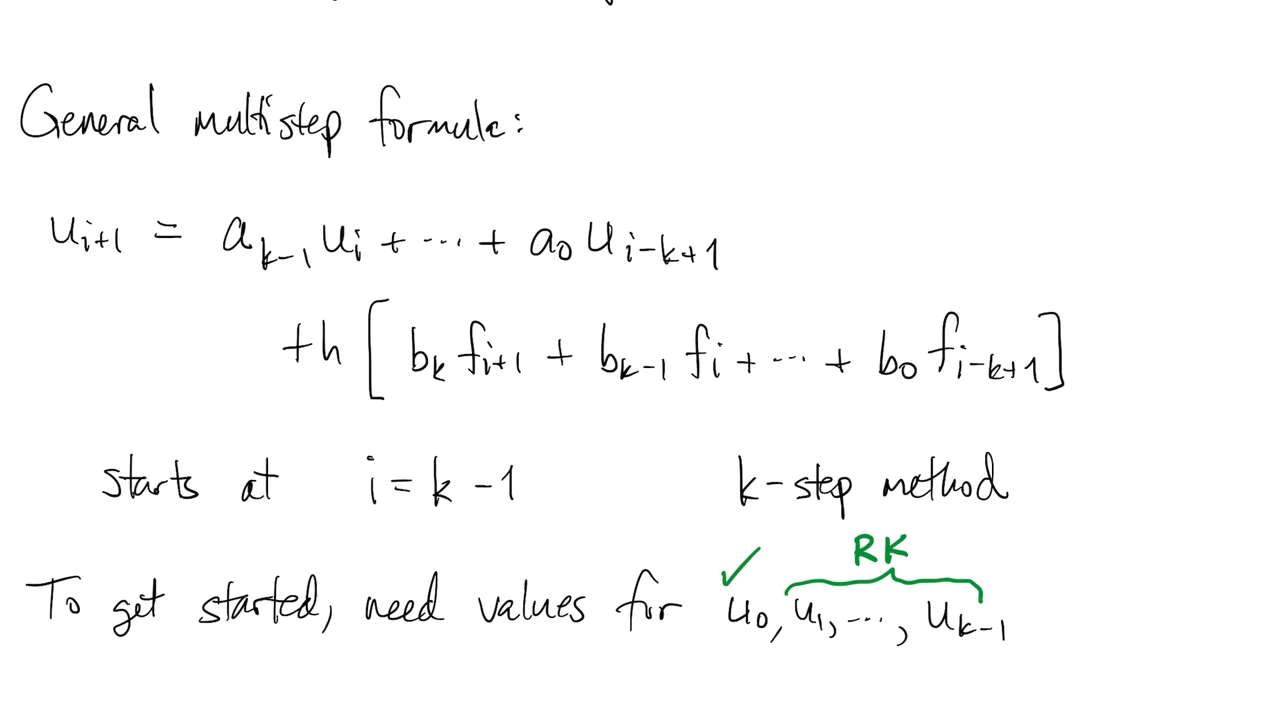 General multistep formula:
u_{i+1} = a_{k-1} u_i + ... + a_0 u_{i-k+1}
+h [ b_k f_{i+1} + b_{k-1} f_i + ... + b_0 f_{i-k+1} ]
starts at i = k - 1 k-step method
✓ RK
To get started, need values for u_0, u_1, ..., u_{k-1}